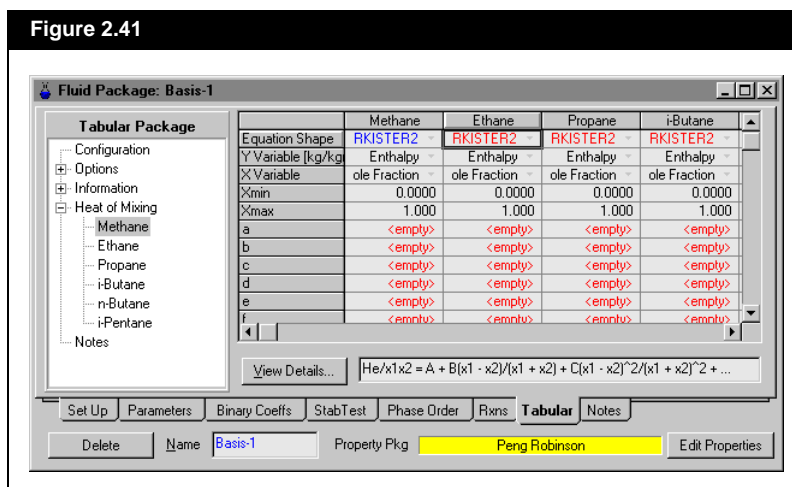 Figure 2.41
Fluid Package: Basis-1
Tabular Package
Configuration
Options
Information
Heat of Mixing
Methane
Ethane
Propane
i-Butane
n-Butane
i-Pentane
Notes
Methane Ethane Propane i-Butane
Equation Shape RKISTER2 RKISTER2 RKISTER2 RKISTER2
Y Variable [kg/kg Enthalpy Enthalpy Enthalpy Enthalpy
X Variable ole Fraction ole Fraction ole Fraction ole Fraction
Xmin 0.0000 0.0000 0.0000 0.0000
Xmax 1.000 1.000 1.000 1.000
a <empty> <empty> <empty> <empty>
b <empty> <empty> <empty> <empty>
c <empty> <empty> <empty> <empty>
d <empty> <empty> <empty> <empty>
e <empty> <empty> <empty> <empty>
f <empty> <empty> <empty> <empty>
View Details... He/x1x2 = A + B(x1 - x2)/(x1 + x2) + C(x1 - x2)^2/(x1 + x2)^2 + ...
Set Up Parameters Binary Coeffs StabTest Phase Order Rxns Tabular Notes
Delete Name Basis-1 Property Pkg Peng Robinson Edit Properties